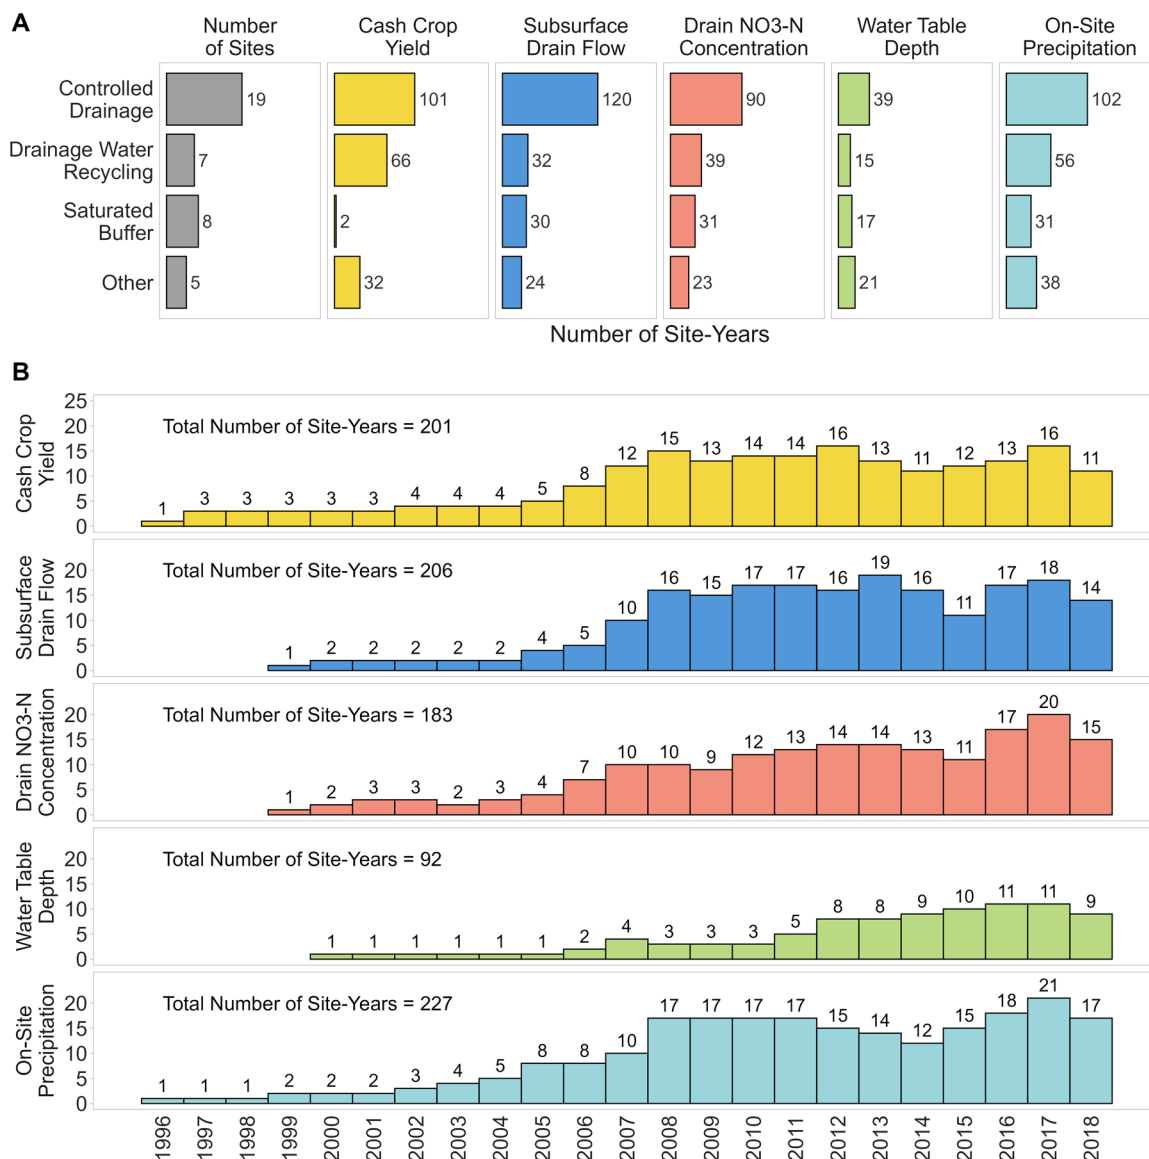 A
Number
of Sites
Cash Crop
Yield
Subsurface
Drain Flow
Drain NO3-N
Concentration
Water Table
Depth
On-Site
Precipitation
Controlled
Drainage
19
101
120
90
39
102
Drainage Water
Recycling
7
66
32
39
15
56
Saturated
Buffer
8
2
30
31
17
31
Other
5
32
24
23
21
38
Number of Site-Years
B
Cash Crop
Yield
25
20
15
10
5
0
Total Number of Site-Years = 201
1 3 3 3 3 3 4 4 4 5 8 12 15 13 14 14 16 13 11 12 13 16 11
Subsurface
Drain Flow
20
15
10
5
0
Total Number of Site-Years = 206
1 2 2 2 2 2 4 5 10 16 15 17 17 16 19 16 11 17 18 14
Drain NO3-N
Concentration
20
15
10
5
0
Total Number of Site-Years = 183
1 2 3 3 2 3 4 7 10 10 9 12 13 14 14 13 11 17 20 15
Water Table
Depth
20
15
10
5
0
Total Number of Site-Years = 92
1 1 1 1 1 1 2 4 3 3 3 5 8 8 9 10 11 11 9
On-Site
Precipitation
20
15
10
5
0
Total Number of Site-Years = 227
1 1 1 2 2 2 3 4 5 8 8 10 17 17 17 17 15 14 12 15 18 21 17
1996 1997 1998 1999 2000 2001 2002 2003 2004 2005 2006 2007 2008 2009 2010 2011 2012 2013 2014 2015 2016 2017 2018